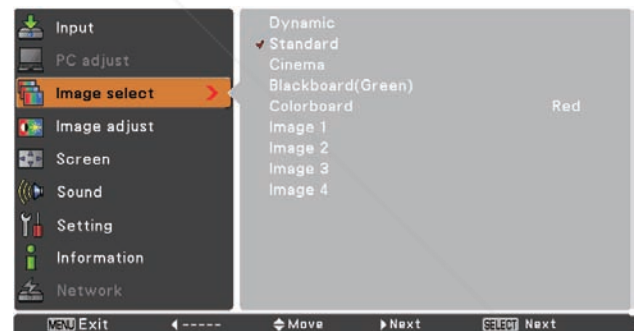 Input
PC adjust
Image select
Image adjust
Screen
Sound
Setting
Information
Network
Dynamic
Standard
Cinema
Blackboard(Green)
Colorboard Red
Image 1
Image 2
Image 3
Image 4
MENU Exit ◀----- Move ▶Next SELECT Next